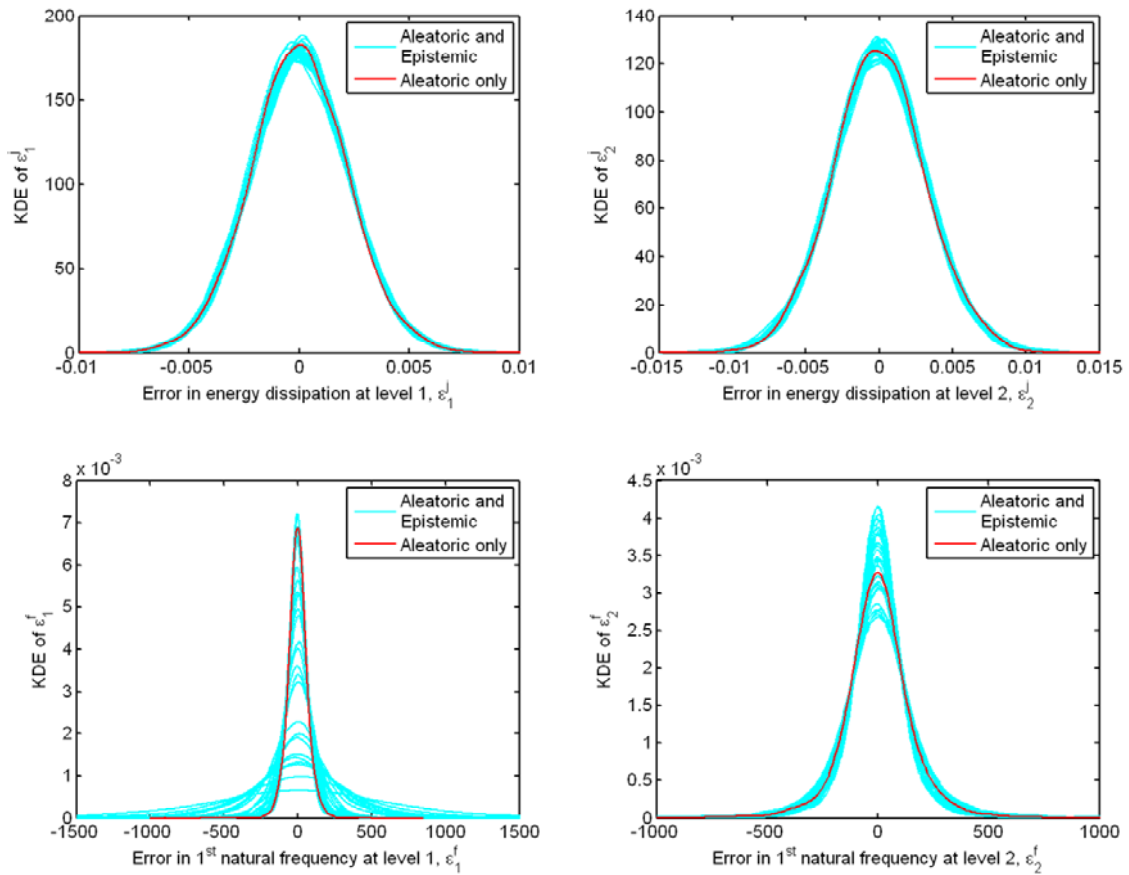 200
150
100
50
0
KDE of ε₁ʲ
Aleatoric and
Epistemic
Aleatoric only
-0.01 -0.005 0 0.005 0.01
Error in energy dissipation at level 1, ε₁ʲ
140
120
100
80
60
40
20
0
KDE of ε₂ʲ
Aleatoric and
Epistemic
Aleatoric only
-0.015 -0.01 -0.005 0 0.005 0.01 0.015
Error in energy dissipation at level 2, ε₂ʲ
x 10⁻³
8
7
6
5
4
3
2
1
0
KDE of ε₁ᶠ
Aleatoric and
Epistemic
Aleatoric only
-1500 -1000 -500 0 500 1000 1500
Error in 1ˢᵗ natural frequency at level 1, ε₁ᶠ
x 10⁻³
4.5
4
3.5
3
2.5
2
1.5
1
0.5
0
KDE of ε₂ᶠ
Aleatoric and
Epistemic
Aleatoric only
-1000 -500 0 500 1000
Error in 1ˢᵗ natural frequency at level 2, ε₂ᶠ